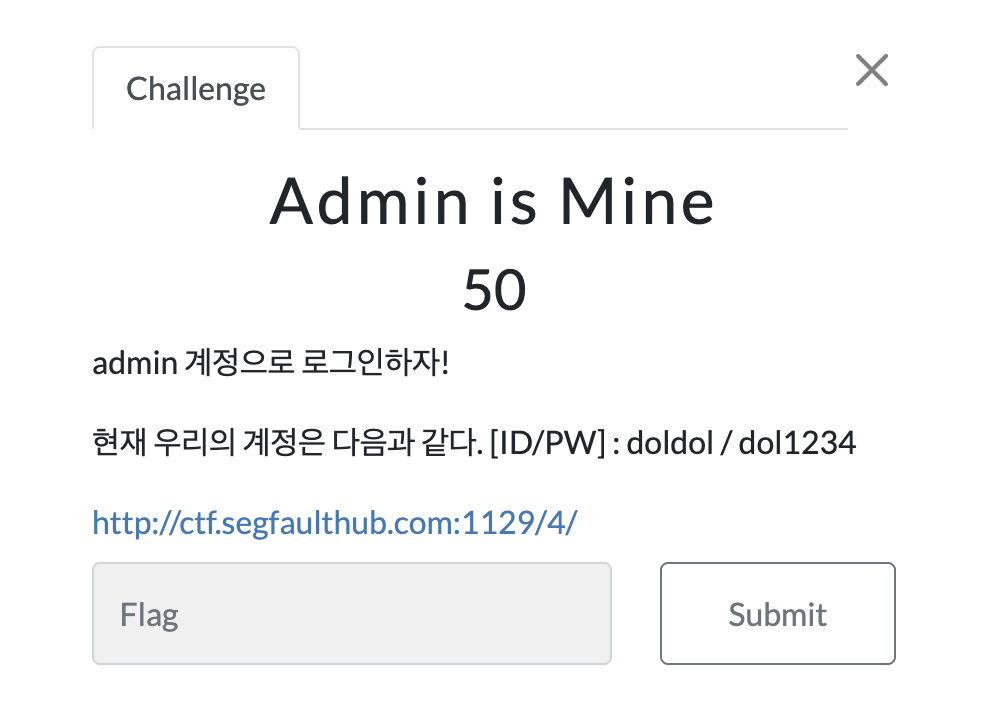 Challenge
Admin is Mine
50
admin 계정으로 로그인하자!
현재 우리의 계정은 다음과 같다. [ID/PW] : doldol / dol1234
http://ctf.segfaulthub.com:1129/4/
Flag
Submit